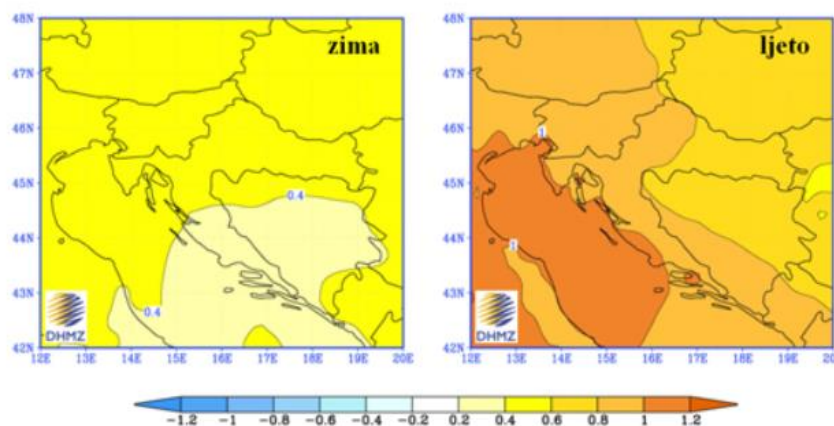 zima
48N
47N
46N
45N
44N
43N
42N
0.4
0.4
DHMZ
12E 13E 14E 15E 16E 17E 18E 19E 20E
ljeto
48N
47N
46N
45N
44N
43N
42N
1
1
DHMZ
12E 13E 14E 15E 16E 17E 18E 19E 20E
-1.2 -1 -0.8 -0.6 -0.4 -0.2 0.2 0.4 0.6 0.8 1 1.2